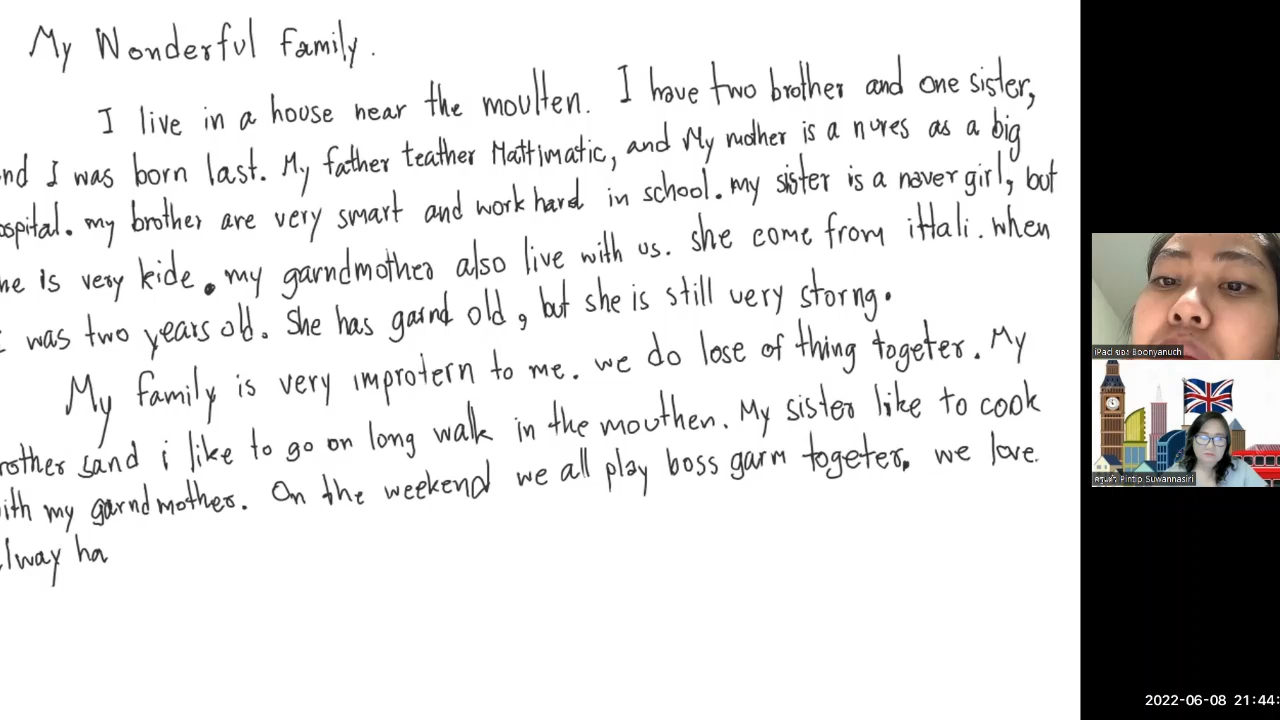 My Wonderful family.
I live in a house near the moulten. I have two brother and one sister,
nd I was born last. My father teather Mattimatic, and My mother is a nures as a big
ospital. my brother are very smart and work hard in school. my sister is a naver girl, but
he is very kide. my garndmother also live with us. she come from ittali. when
I was two years old. She has garnd old, but she is still very storng.
My family is very improtern to me. we do lose of thing togeter. My
rother sand i like to go on long walk in the mouthen. My sister like to cook
ith my garndmother. On the weekend we all play boss garm togeter. we love.
lway ha
iPad ของ Boonyanuch
Pintip Suwannasiri
2022-06-08 21:44: